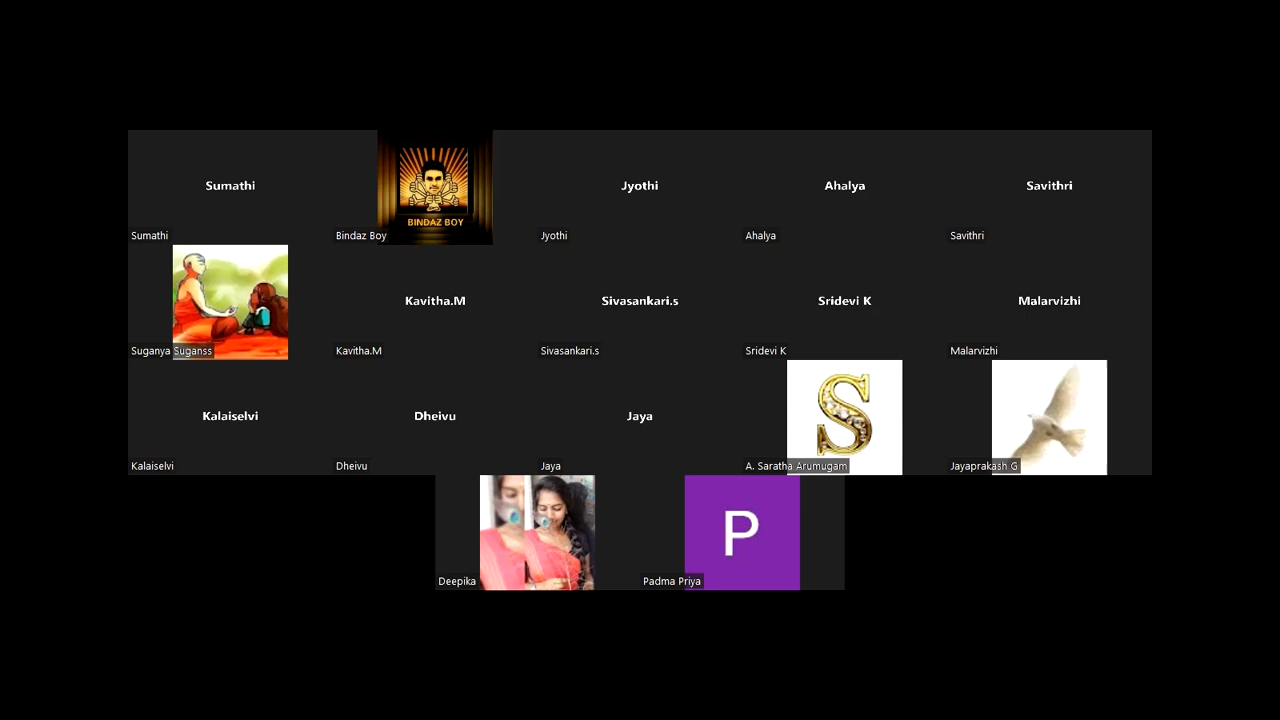 Sumathi
Sumathi
BINDAZ BOY
Bindaz Boy
Jyothi
Jyothi
Ahalya
Ahalya
Savithri
Savithri
Suganya Suganss
Kavitha.M
Kavitha.M
Sivasankari.s
Sivasankari.s
Sridevi K
Sridevi K
Malarvizhi
Malarvizhi
Kalaiselvi
Kalaiselvi
Dheivu
Dheivu
Jaya
Jaya
S
A. Saratha Arumugam
Jayaprakash G
Deepika
P
Padma Priya